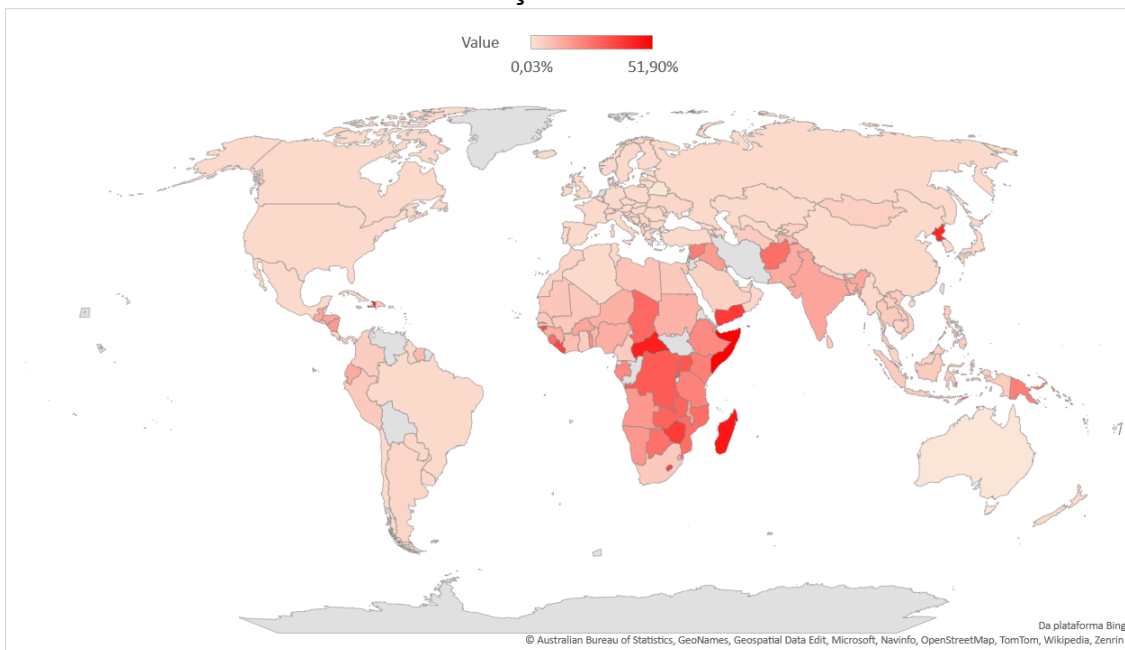 Value
0,03% 51,90%
Da plataforma Bing
© Australian Bureau of Statistics, GeoNames, Geospatial Data Edit, Microsoft, Navinfo, OpenStreetMap, TomTom, Wikipedia, Zenrin